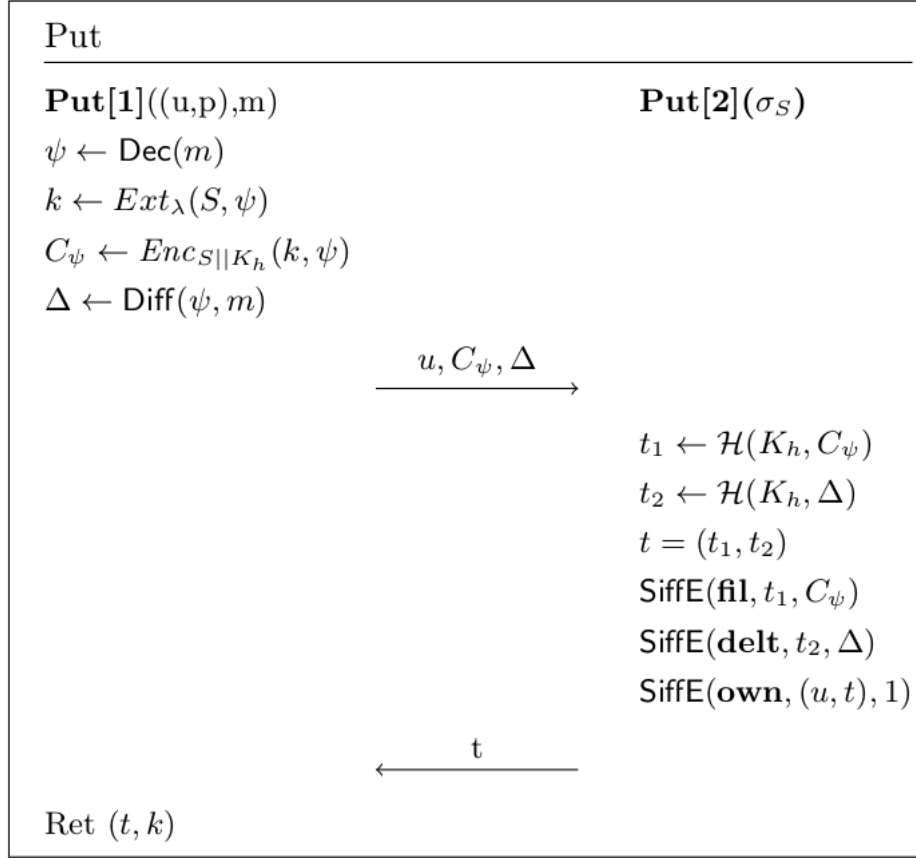 Put
Put[1]((u,p),m) Put[2](σ_S)
ψ ← Dec(m)
k ← Ext_λ(S, ψ)
C_ψ ← Enc_{S||K_h}(k, ψ)
Δ ← Diff(ψ, m)
u, C_ψ, Δ
t_1 ← ℋ(K_h, C_ψ)
t_2 ← ℋ(K_h, Δ)
t = (t_1, t_2)
SiffE(fil, t_1, C_ψ)
SiffE(delt, t_2, Δ)
SiffE(own, (u, t), 1)
t
Ret (t, k)